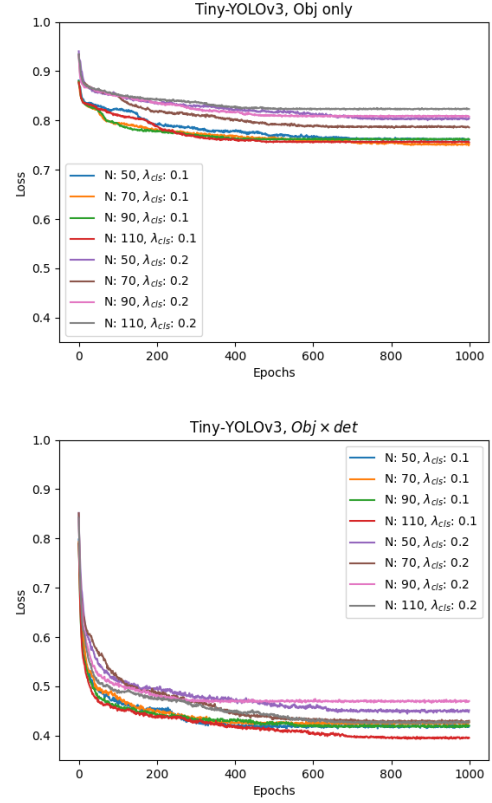 Tiny-YOLOv3, Obj only
1.0
0.9
0.8
0.7
0.6
0.5
0.4
Loss
N: 50, λcls: 0.1
N: 70, λcls: 0.1
N: 90, λcls: 0.1
N: 110, λcls: 0.1
N: 50, λcls: 0.2
N: 70, λcls: 0.2
N: 90, λcls: 0.2
N: 110, λcls: 0.2
0 200 400 600 800 1000
Epochs
Tiny-YOLOv3, Obj × det
1.0
0.9
0.8
0.7
0.6
0.5
0.4
Loss
N: 50, λcls: 0.1
N: 70, λcls: 0.1
N: 90, λcls: 0.1
N: 110, λcls: 0.1
N: 50, λcls: 0.2
N: 70, λcls: 0.2
N: 90, λcls: 0.2
N: 110, λcls: 0.2
0 200 400 600 800 1000
Epochs